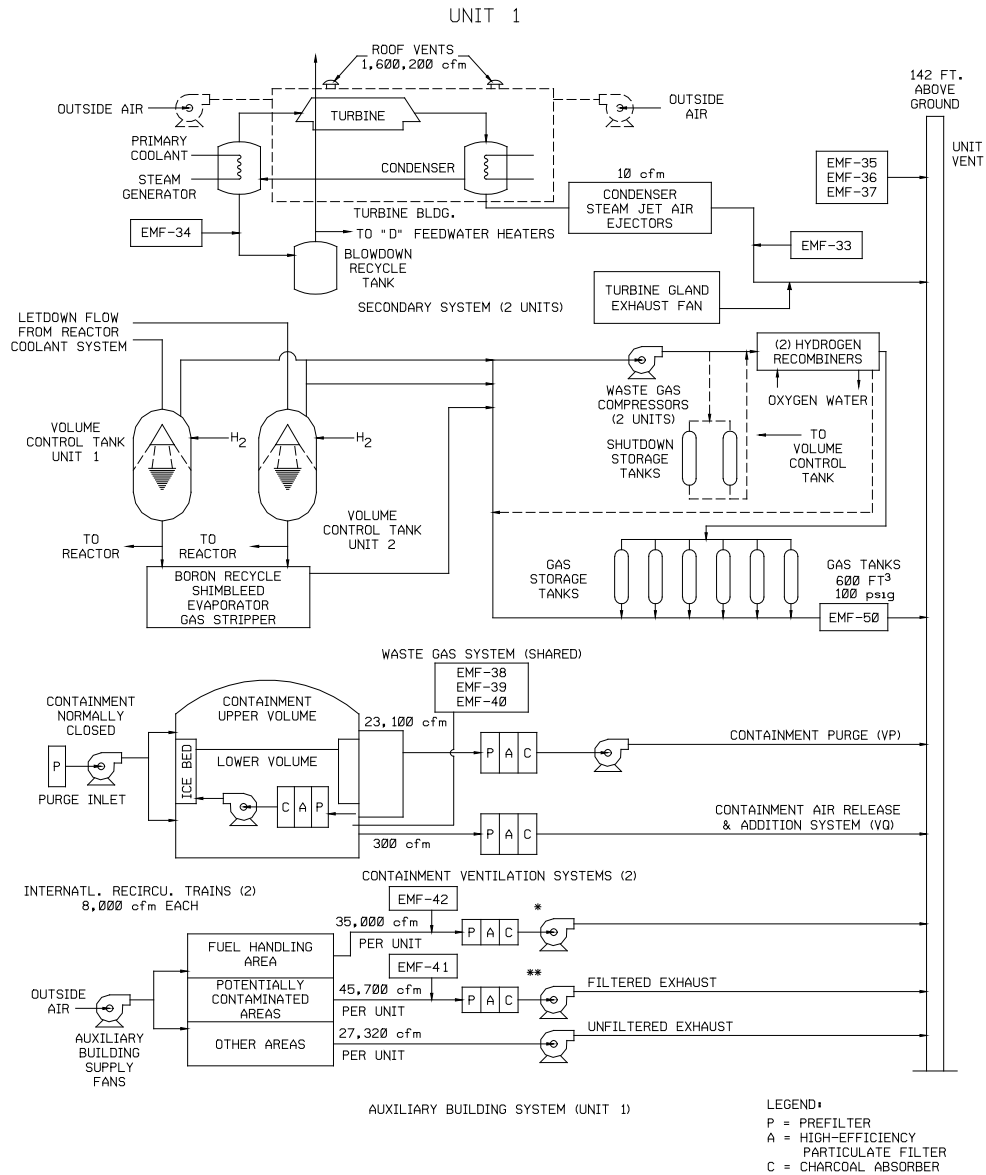 UNIT 1
ROOF VENTS
1,600,200 cfm
142 FT.
ABOVE
GROUND
OUTSIDE AIR
TURBINE
OUTSIDE
AIR
PRIMARY
COOLANT
STEAM
GENERATOR
CONDENSER
UNIT
VENT
EMF-35
EMF-36
EMF-37
10 cfm
CONDENSER
STEAM JET AIR
EJECTORS
TURBINE BLDG.
EMF-34
TO "D" FEEDWATER HEATERS
EMF-33
BLOWDOWN
RECYCLE
TANK
TURBINE GLAND
EXHAUST FAN
SECONDARY SYSTEM (2 UNITS)
LETDOWN FLOW
FROM REACTOR
COOLANT SYSTEM
(2) HYDROGEN
RECOMBINERS
WASTE GAS
COMPRESSORS
(2 UNITS)
OXYGEN WATER
VOLUME
CONTROL TANK
UNIT 1
H2
H2
SHUTDOWN
STORAGE
TANKS
TO
VOLUME
CONTROL
TANK
VOLUME
CONTROL TANK
UNIT 2
TO
REACTOR
TO
REACTOR
BORON RECYCLE
SHIMBLEED
EVAPORATOR
GAS STRIPPER
GAS
STORAGE
TANKS
GAS TANKS
600 FT3
100 psig
EMF-50
WASTE GAS SYSTEM (SHARED)
EMF-38
EMF-39
EMF-40
CONTAINMENT
NORMALLY
CLOSED
CONTAINMENT
UPPER VOLUME
23,100 cfm
P
PURGE INLET
ICE BED
LOWER VOLUME
C A P
P A C
CONTAINMENT PURGE (VP)
CONTAINMENT AIR RELEASE
& ADDITION SYSTEM (VQ)
300 cfm
P A C
CONTAINMENT VENTILATION SYSTEMS (2)
INTERNATL. RECIRCU. TRAINS (2)
8,000 cfm EACH
EMF-42
35,000 cfm
PER UNIT
P A C
*
FUEL HANDLING
AREA
EMF-41
POTENTIALLY
CONTAMINATED
AREAS
45,700 cfm
PER UNIT
P A C
**
FILTERED EXHAUST
OUTSIDE
AIR
AUXILIARY
BUILDING
SUPPLY
FANS
OTHER AREAS
27,320 cfm
PER UNIT
UNFILTERED EXHAUST
AUXILIARY BUILDING SYSTEM (UNIT 1)
LEGEND:
P = PREFILTER
A = HIGH-EFFICIENCY
PARTICULATE FILTER
C = CHARCOAL ABSORBER